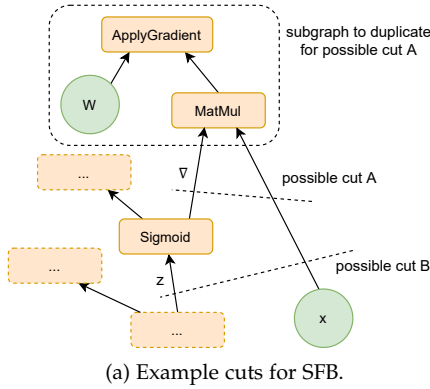 ApplyGradient
subgraph to duplicate
for possible cut A
W
MatMul
∇
possible cut A
...
Sigmoid
...
z
possible cut B
...
x
(a) Example cuts for SFB.